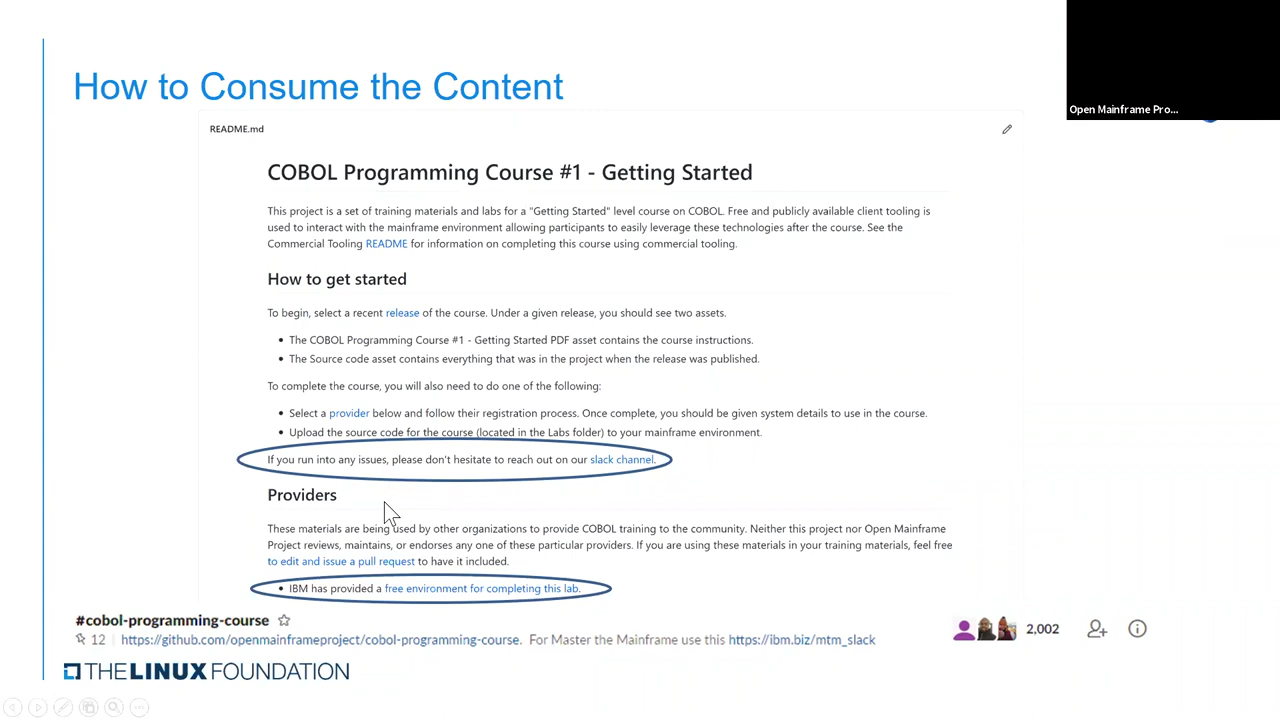 How to Consume the Content
Open Mainframe Pro...
README.md
COBOL Programming Course #1 - Getting Started
This project is a set of training materials and labs for a "Getting Started" level course on COBOL. Free and publicly available client tooling is
used to interact with the mainframe environment allowing participants to easily leverage these technologies after the course. See the
Commercial Tooling README for information on completing this course using commercial tooling.
How to get started
To begin, select a recent release of the course. Under a given release, you should see two assets.
• The COBOL Programming Course #1 - Getting Started PDF asset contains the course instructions.
• The Source code asset contains everything that was in the project when the release was published.
To complete the course, you will also need to do one of the following:
• Select a provider below and follow their registration process. Once complete, you should be given system details to use in the course.
• Upload the source code for the course (located in the Labs folder) to your mainframe environment.
If you run into any issues, please don't hesitate to reach out on our slack channel.
Providers
These materials are being used by other organizations to provide COBOL training to the community. Neither this project nor Open Mainframe
Project reviews, maintains, or endorses any one of these particular providers. If you are using these materials in your training materials, feel free
to edit and issue a pull request to have it included.
• IBM has provided a free environment for completing this lab.
#cobol-programming-course
12 | https://github.com/openmainframeproject/cobol-programming-course. For Master the Mainframe use this https://ibm.biz/mtm_slack
2,002
THE LINUX FOUNDATION